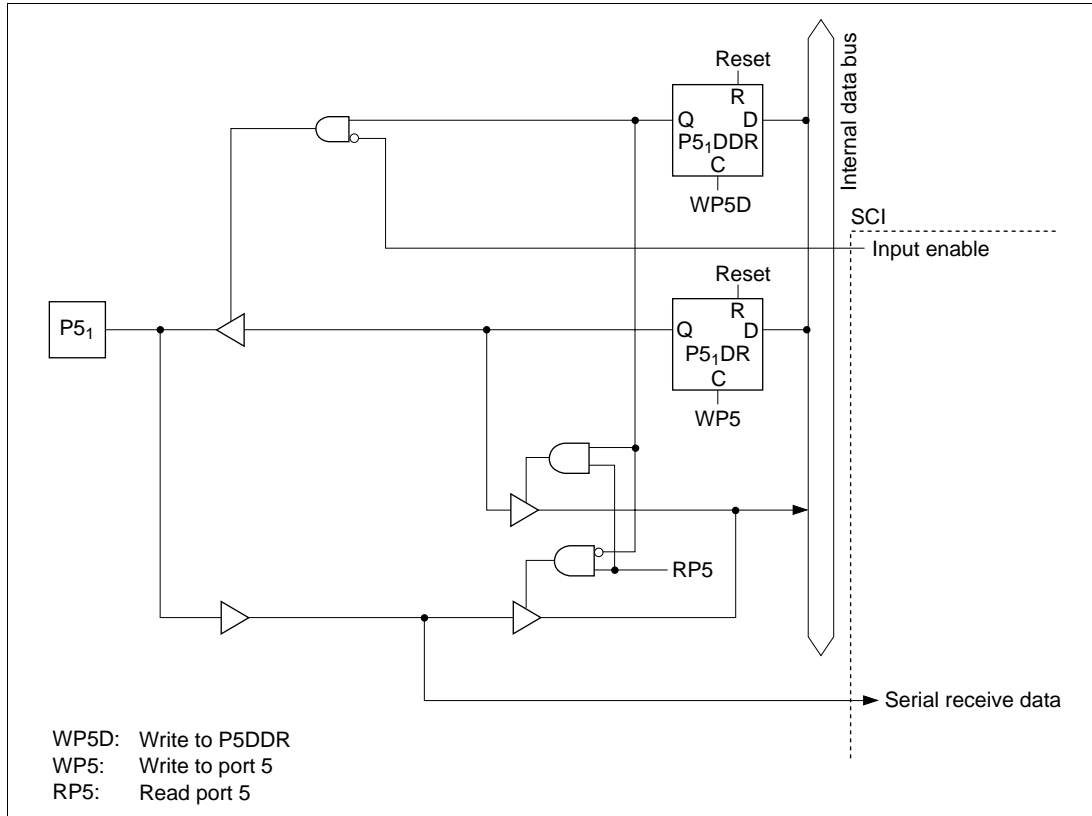 Reset
R
Q D
P5₁DDR
C
WP5D
Internal data bus
SCI
Input enable
Reset
R
P5₁
Q D
P5₁DR
C
WP5
RP5
Serial receive data
WP5D: Write to P5DDR
WP5: Write to port 5
RP5: Read port 5